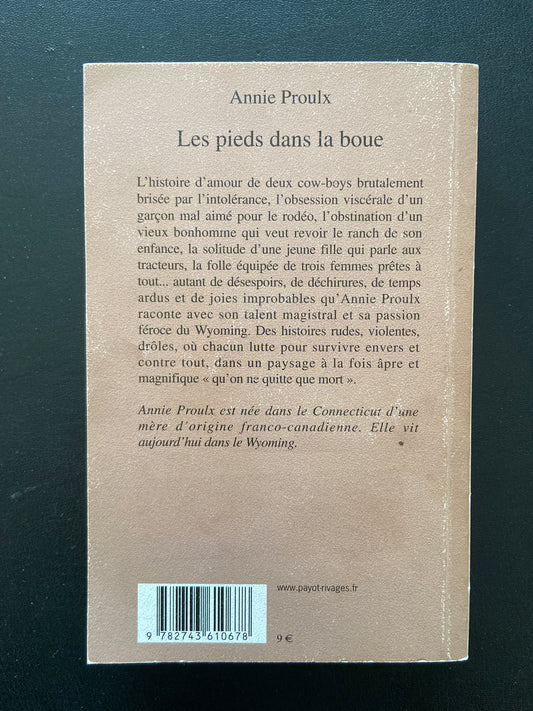 Annie Proulx
Les pieds dans la boue
L'histoire d'amour de deux cow-boys brutalement
brisée par l'intolérance, l'obsession viscérale d'un
garçon mal aimé pour le rodéo, l'obstination d'un
vieux bonhomme qui veut revoir le ranch de son
enfance, la solitude d'une jeune fille qui parle aux
tracteurs, la folle équipée de trois femmes prêtes à
tout... autant de désespoirs, de déchirures, de temps
ardus et de joies improbables qu'Annie Proulx
raconte avec son talent magistral et sa passion
féroce du Wyoming. Des histoires rudes, violentes,
drôles, où chacun lutte pour survivre envers et
contre tout, dans un paysage à la fois âpre et
magnifique « qu'on ne quitte que mort ».
Annie Proulx est née dans le Connecticut d'une
mère d'origine franco-canadienne. Elle vit
aujourd'hui dans le Wyoming.
www.payot-rivages.fr
9 782743 610678
9 €